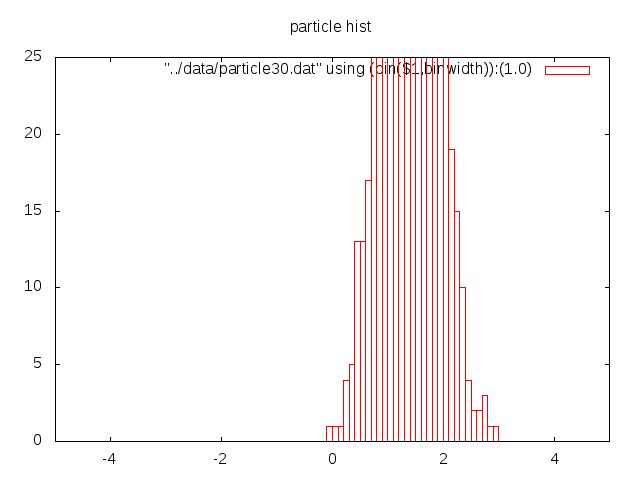 particle hist
"../data/particle30.dat" using (bin($1,binwidth)):(1.0)
25
20
15
10
5
0
-4 -2 0 2 4